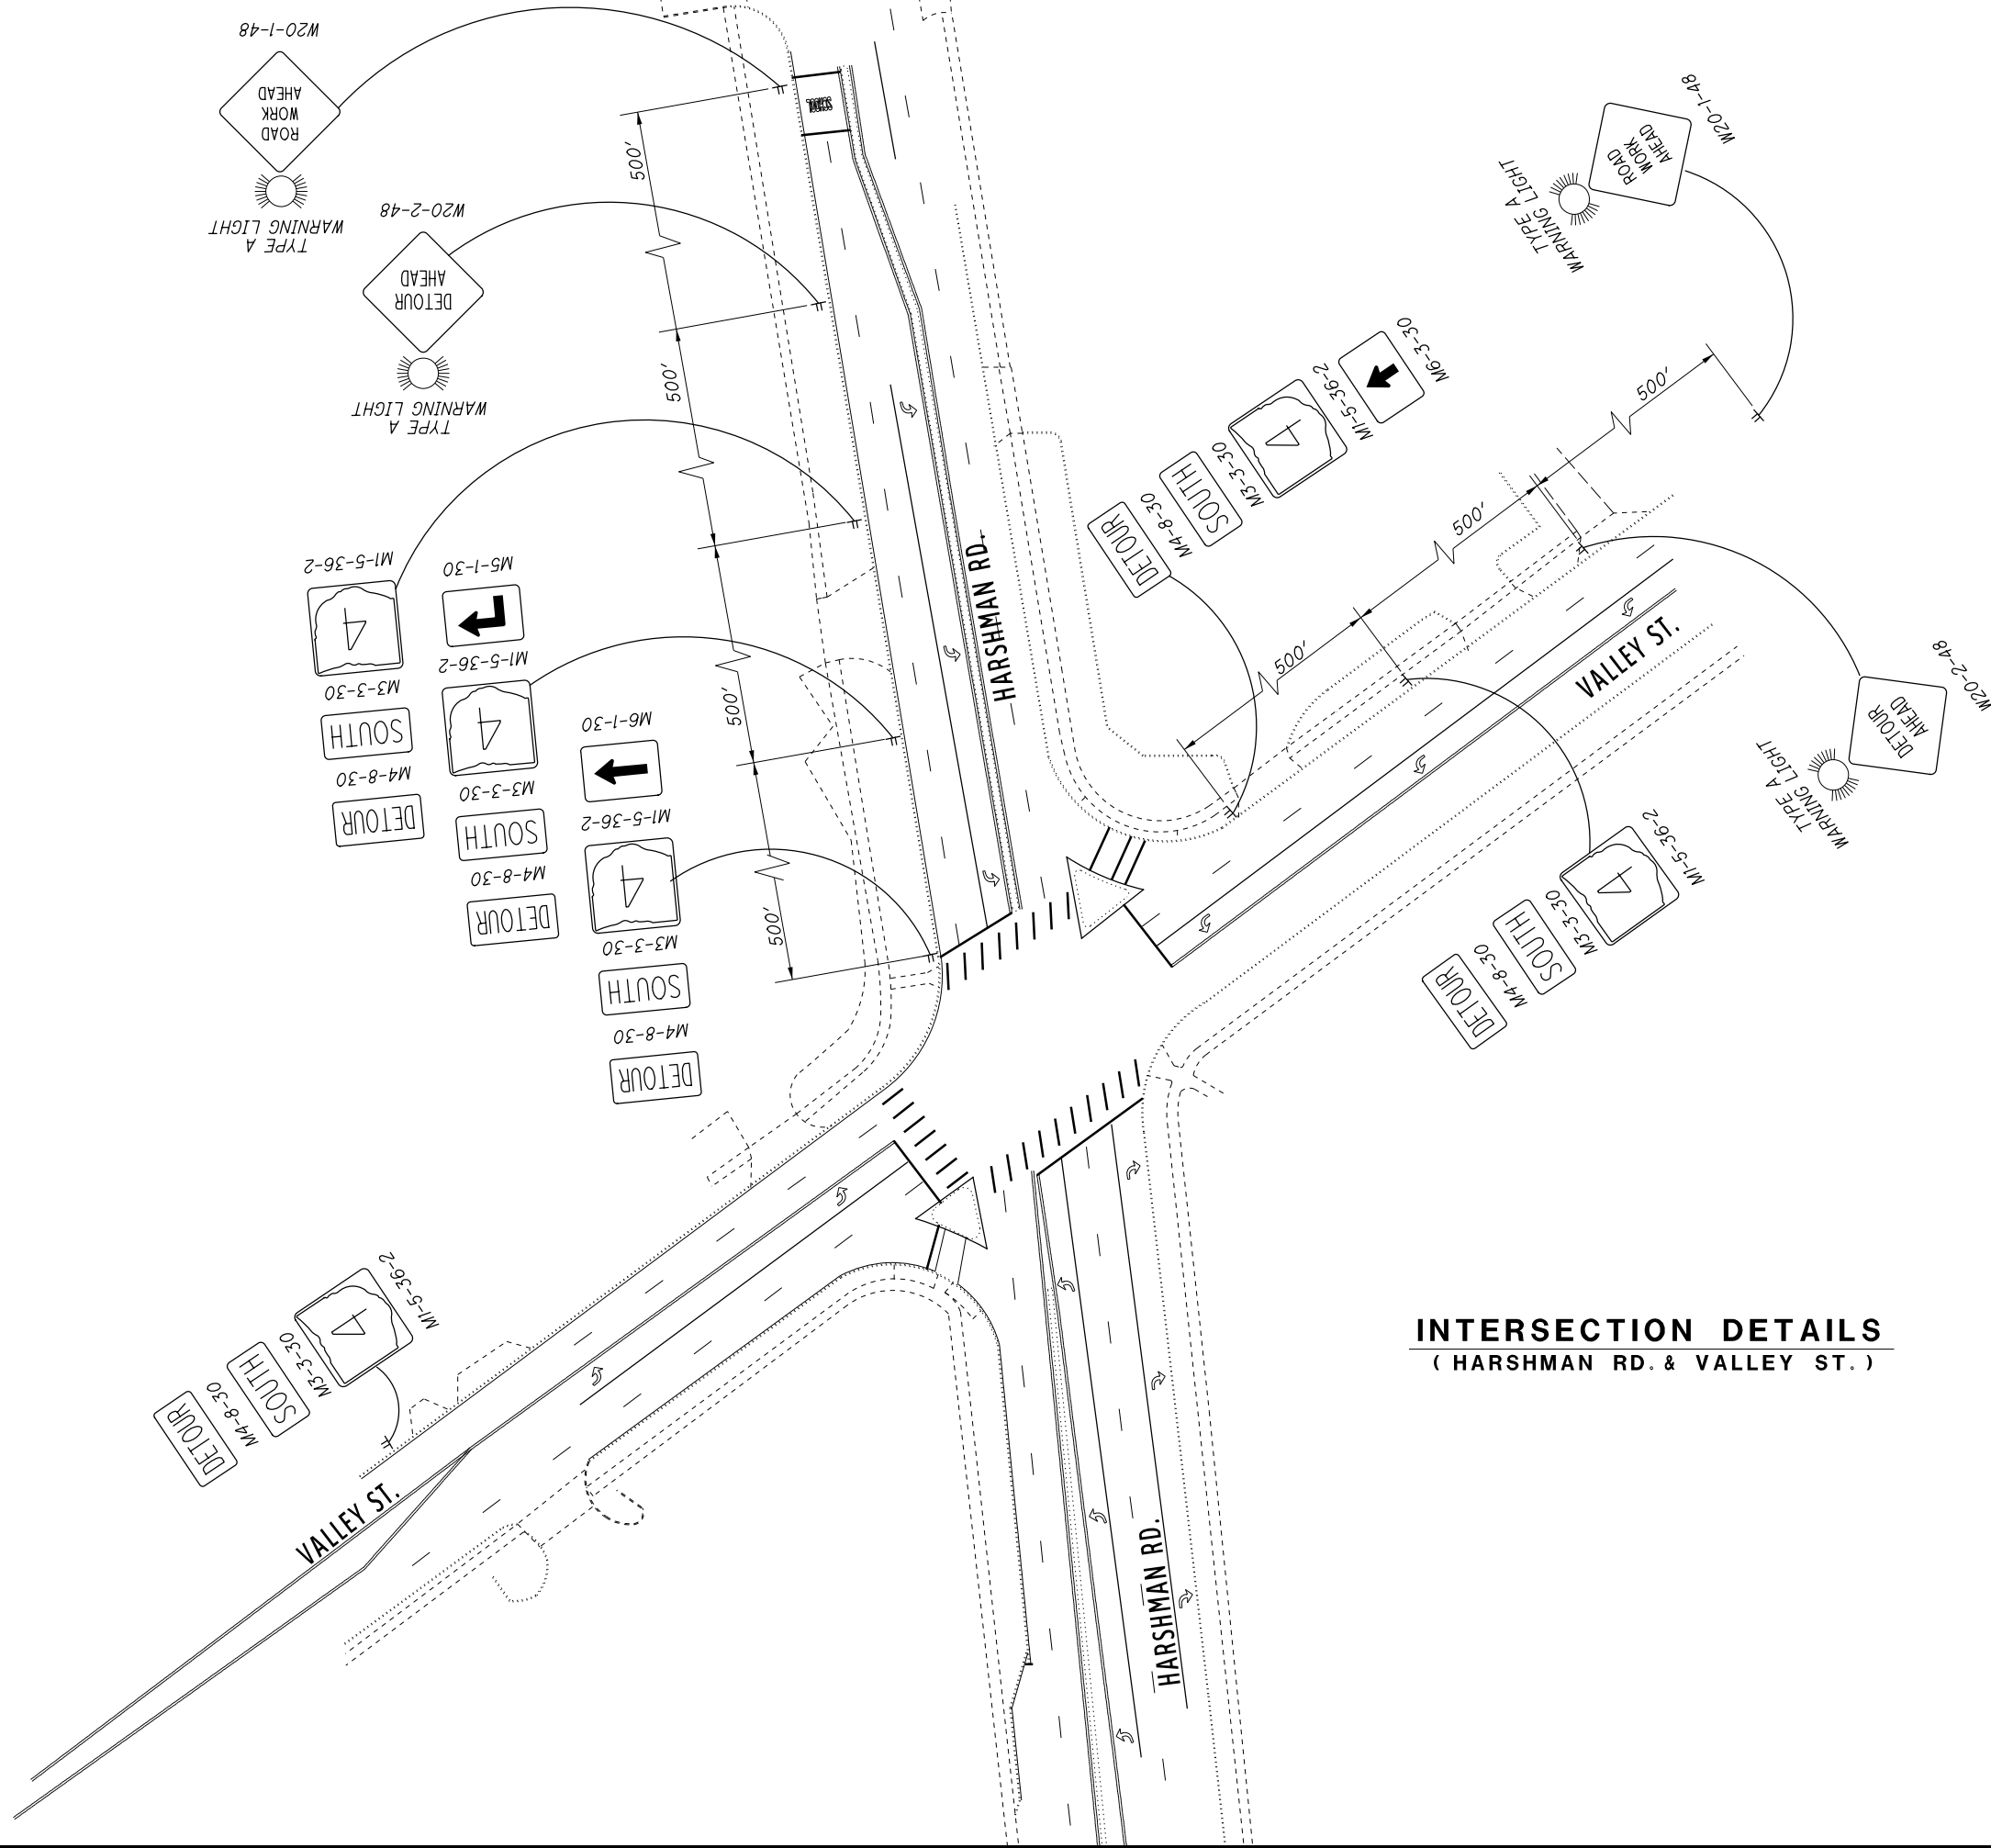 W20-1-48
ROAD
WORK
AHEAD
TYPE A
WARNING LIGHT
W20-2-48
DETOUR
AHEAD
TYPE A
WARNING LIGHT
500'
500'
500'
500'
M1-5-36-2
4
M3-3-30
SOUTH
M4-8-30
DETOUR
M5-1-30
M1-5-36-2
4
M3-3-30
SOUTH
M4-8-30
DETOUR
M6-1-30
M1-5-36-2
4
M3-3-30
SOUTH
M4-8-30
DETOUR
HARSHMAN RD.
W20-1-48
ROAD
WORK
AHEAD
TYPE A
WARNING LIGHT
DETOUR
M4-8-30
SOUTH
M3-3-30
4
M1-5-36-2
M6-3-30
500'
500'
500'
VALLEY ST.
W20-2-48
DETOUR
AHEAD
TYPE A
WARNING LIGHT
DETOUR
M4-8-30
SOUTH
M3-3-30
4
M1-5-36-2
DETOUR
M4-8-30
SOUTH
M3-3-30
4
M1-5-36-2
VALLEY ST.
HARSHMAN RD.
INTERSECTION DETAILS
( HARSHMAN RD. & VALLEY ST. )